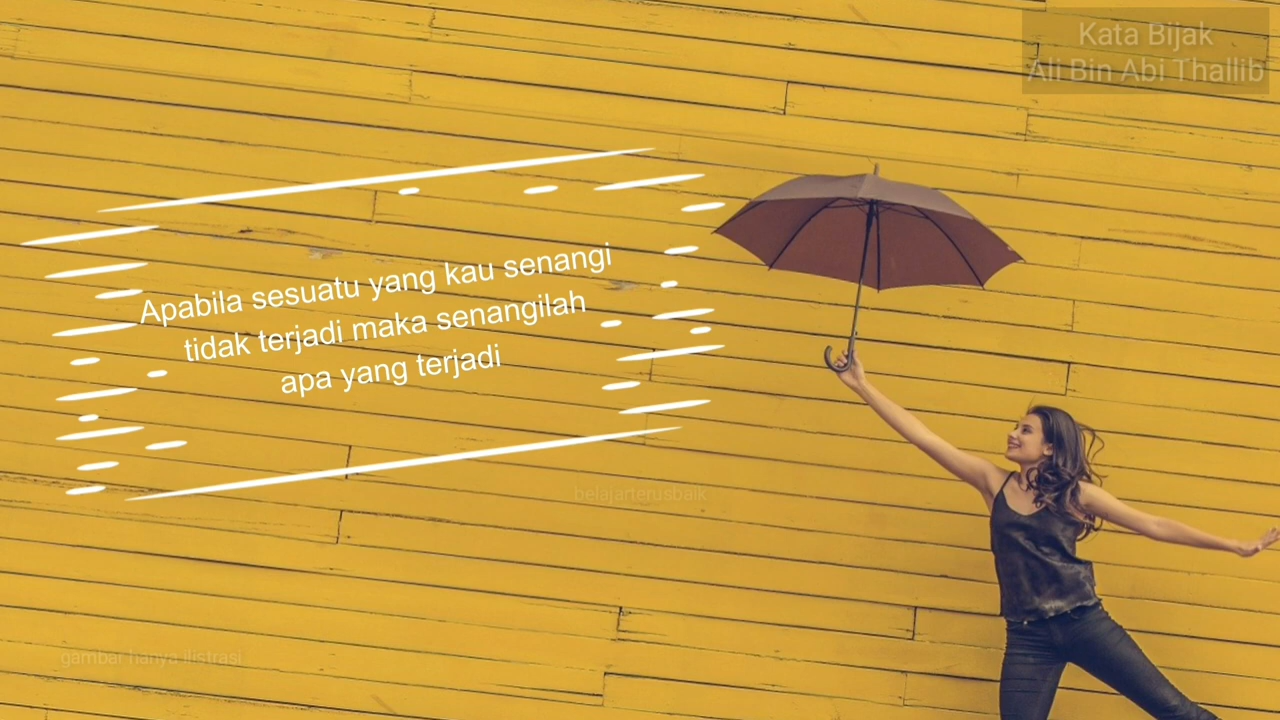 Kata Bijak
Ali Bin Abi Thallib
Apabila sesuatu yang kau senangi
tidak terjadi maka senangilah
apa yang terjadi
belajarterusbaik
gambar hanya ilistrasi